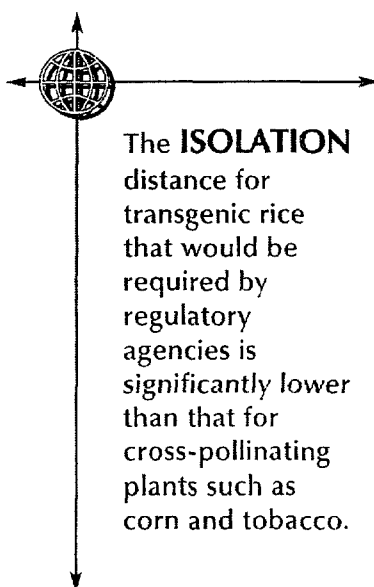 The ISOLATION
distance for
transgenic rice
that would be
required by
regulatory
agencies is
significantly lower
than that for
cross-pollinating
plants such as
corn and tobacco.